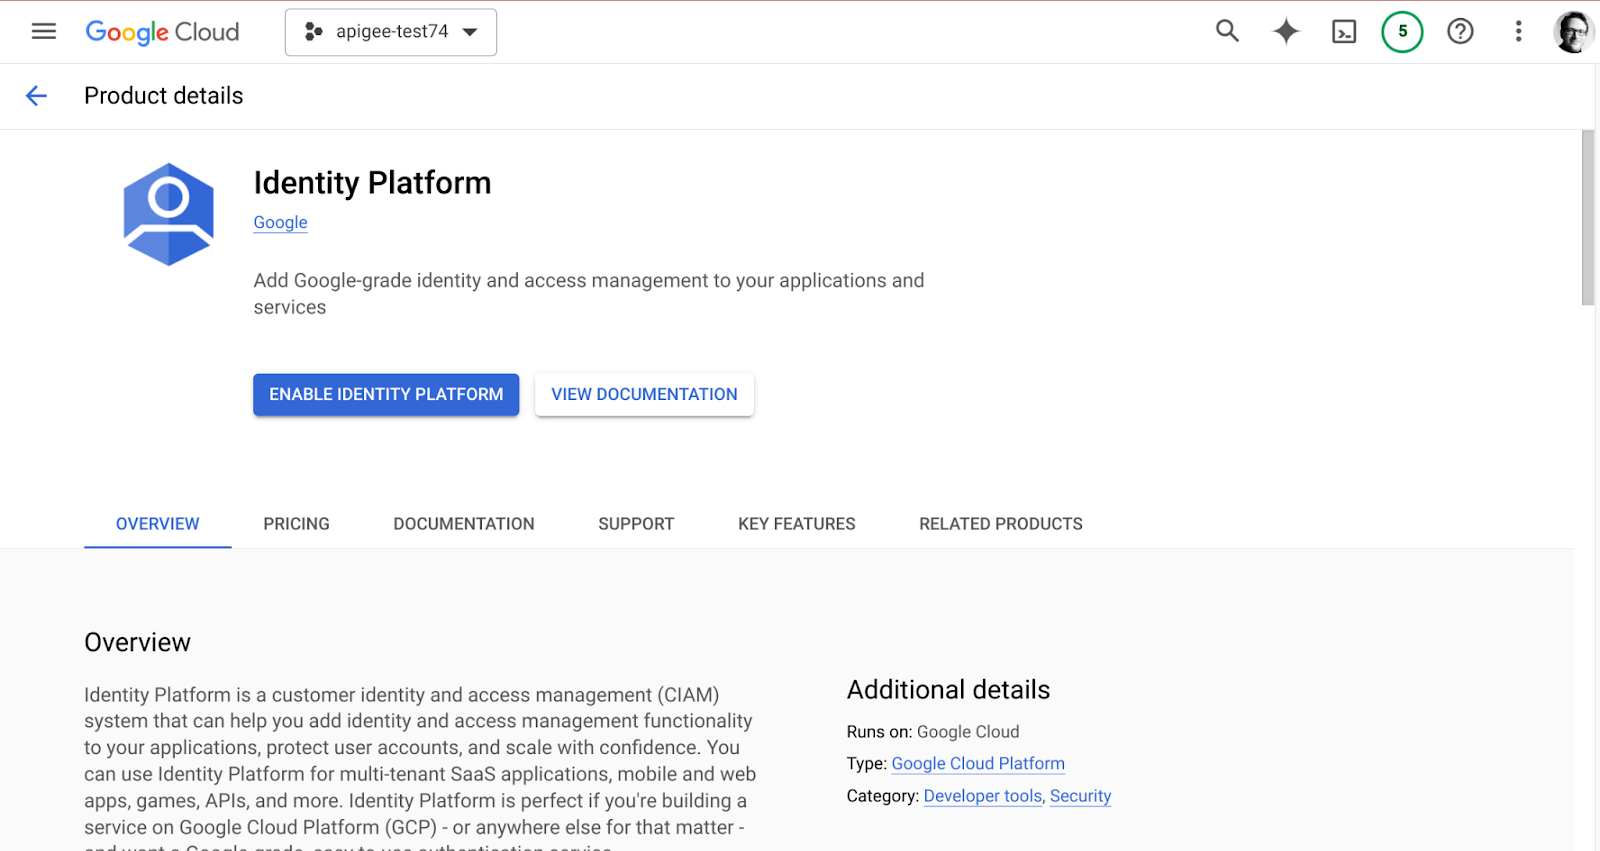 Google Cloud
apigee-test74
5
Product details
Identity Platform
Google
Add Google-grade identity and access management to your applications and
services
ENABLE IDENTITY PLATFORM
VIEW DOCUMENTATION
OVERVIEW
PRICING
DOCUMENTATION
SUPPORT
KEY FEATURES
RELATED PRODUCTS
Overview
Identity Platform is a customer identity and access management (CIAM)
system that can help you add identity and access management functionality
to your applications, protect user accounts, and scale with confidence. You
can use Identity Platform for multi-tenant SaaS applications, mobile and web
apps, games, APIs, and more. Identity Platform is perfect if you're building a
service on Google Cloud Platform (GCP) - or anywhere else for that matter -
Additional details
Runs on: Google Cloud
Type: Google Cloud Platform
Category: Developer tools, Security